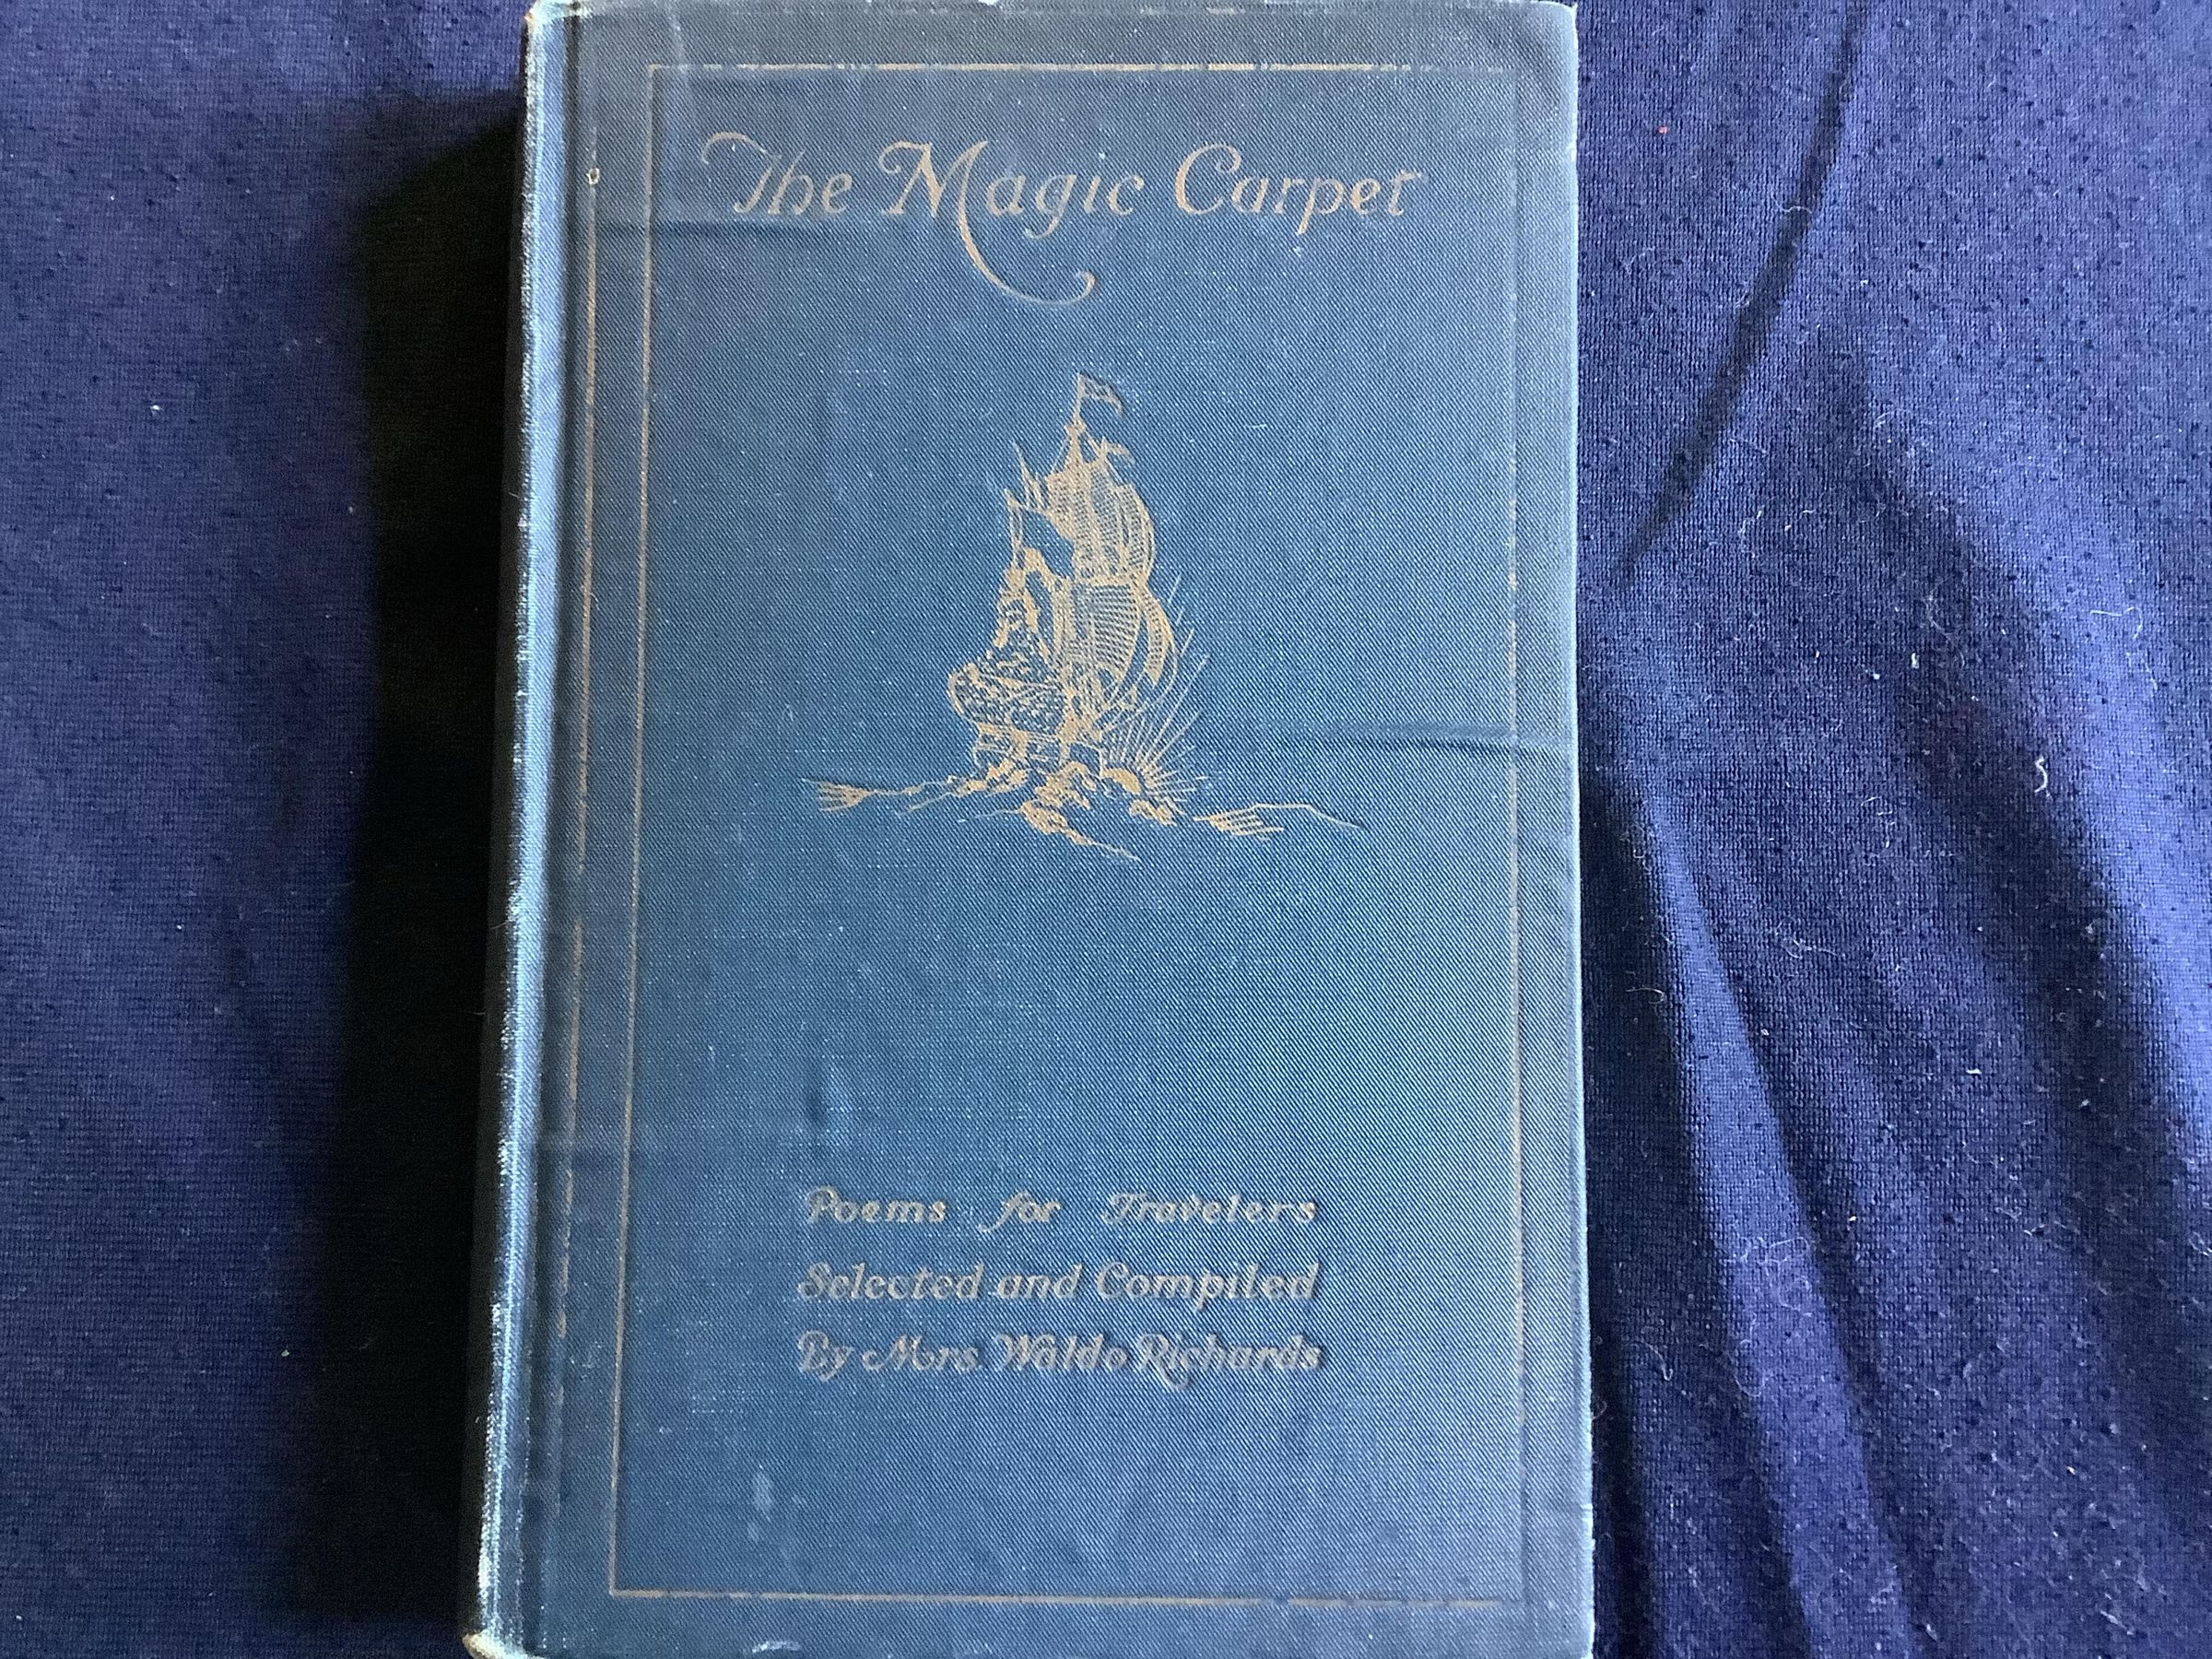 The Magic Carpet
Poems for Travelers
Selected and Compiled
By Mrs. Waldo Richards